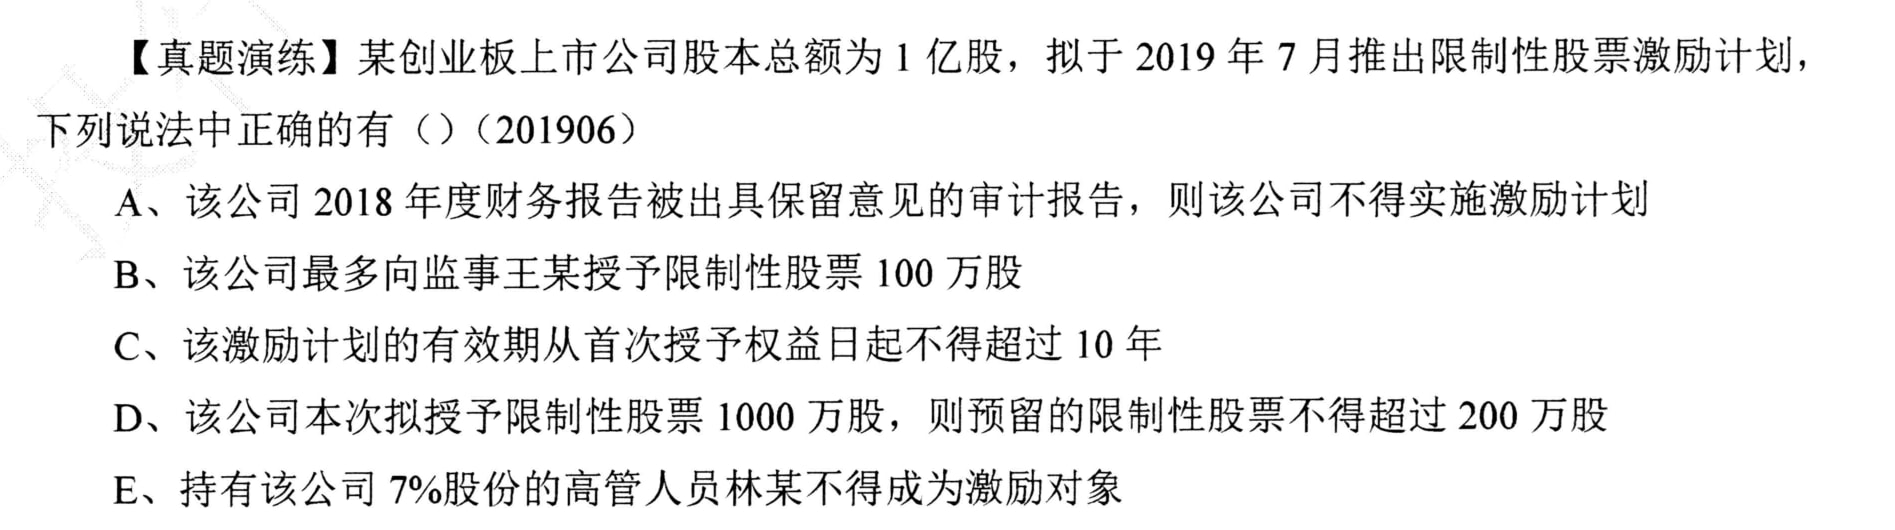 【真题演练】某创业板上市公司股本总额为 1 亿股，拟于 2019 年 7 月推出限制性股票激励计划，
下列说法中正确的有（）（201906）
A、该公司 2018 年度财务报告被出具保留意见的审计报告，则该公司不得实施激励计划
B、该公司最多向监事王某授予限制性股票 100 万股
C、该激励计划的有效期从首次授予权益日起不得超过 10 年
D、该公司本次拟授予限制性股票 1000 万股，则预留的限制性股票不得超过 200 万股
E、持有该公司 7%股份的高管人员林某不得成为激励对象